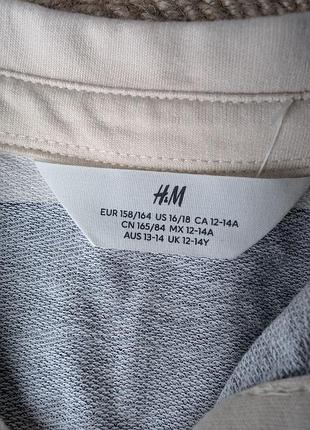 H&M
EUR 158/164 US 16/18 CA 12-14A
CN 165/84 MX 12-14A
AUS 13-14 UK 12-14Y